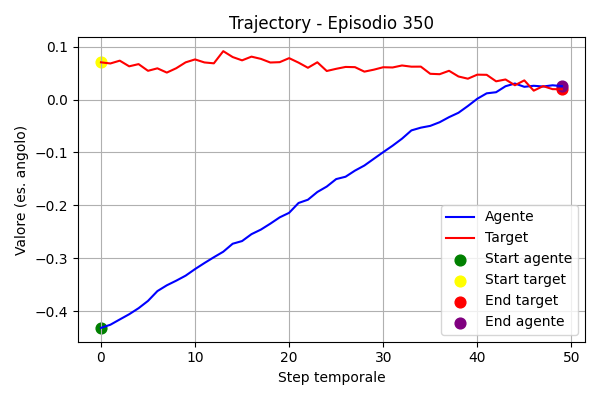 Trajectory - Episodio 350
Valore (es. angolo)
0.1
0.0
−0.1
−0.2
−0.3
−0.4
0
10
20
30
40
50
Step temporale
Agente
Target
Start agente
Start target
End target
End agente